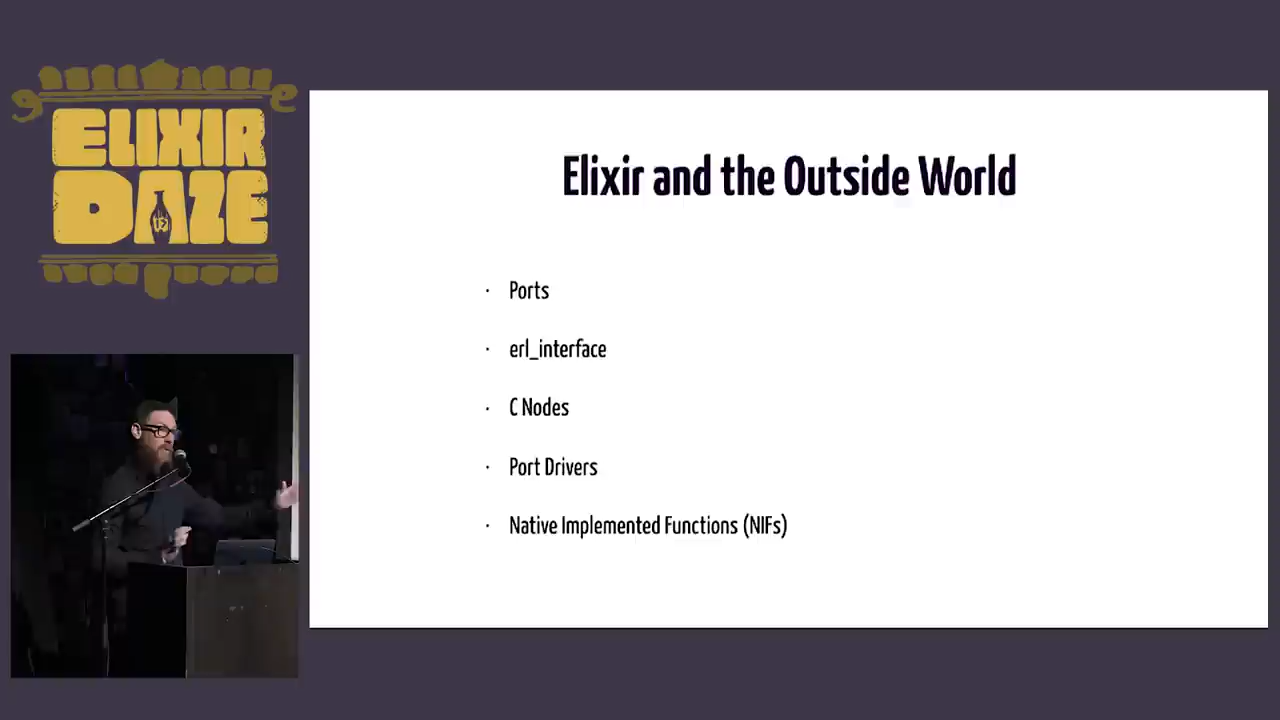 ELIXIR
DAZE
Elixir and the Outside World
· Ports
· erl_interface
· C Nodes
· Port Drivers
· Native Implemented Functions (NIFs)